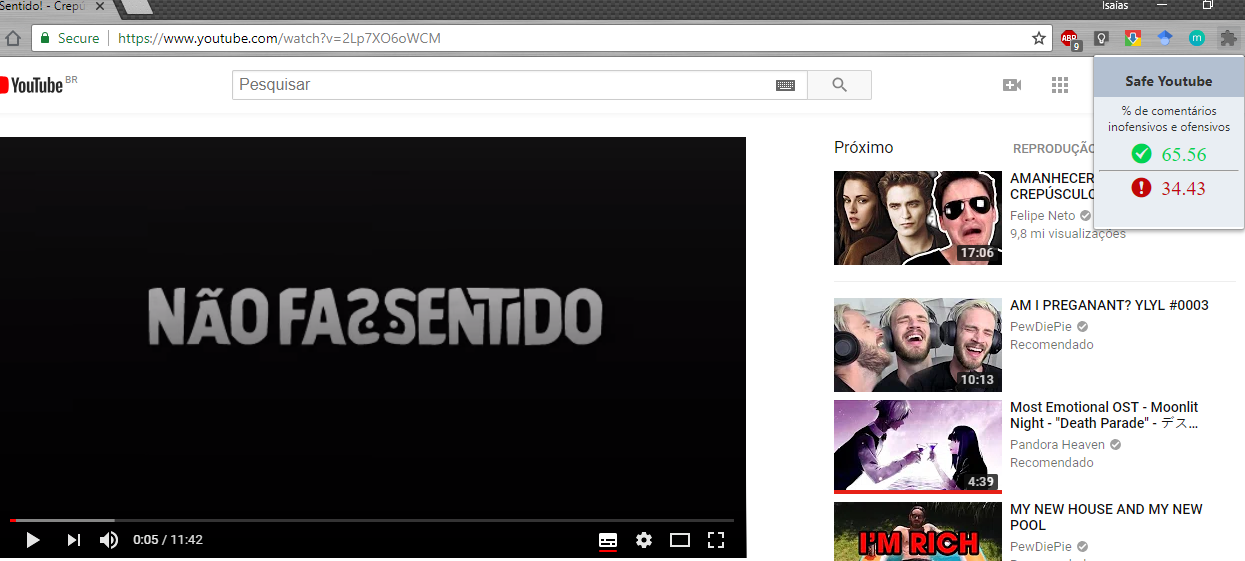 Sentido! - Crepú
Isaías
Secure
https://www.youtube.com/watch?v=2Lp7XO6oWCM
ABP
9
m
YouTube BR
Pesquisar
Safe Youtube
% de comentários
inofensivos e ofensivos
65.56
34.43
NÃO FAZ SENTIDO
0:05 / 11:42
Próximo
REPRODUÇÃO
AMANHECER
CREPÚSCULO
Felipe Neto
9,8 mi visualizações
17:06
AM I PREGANANT? YLYL #0003
PewDiePie
Recomendado
10:13
Most Emotional OST - Moonlit
Night - "Death Parade" - デス...
Pandora Heaven
Recomendado
4:39
MY NEW HOUSE AND MY NEW
POOL
PewDiePie
I'M RICH